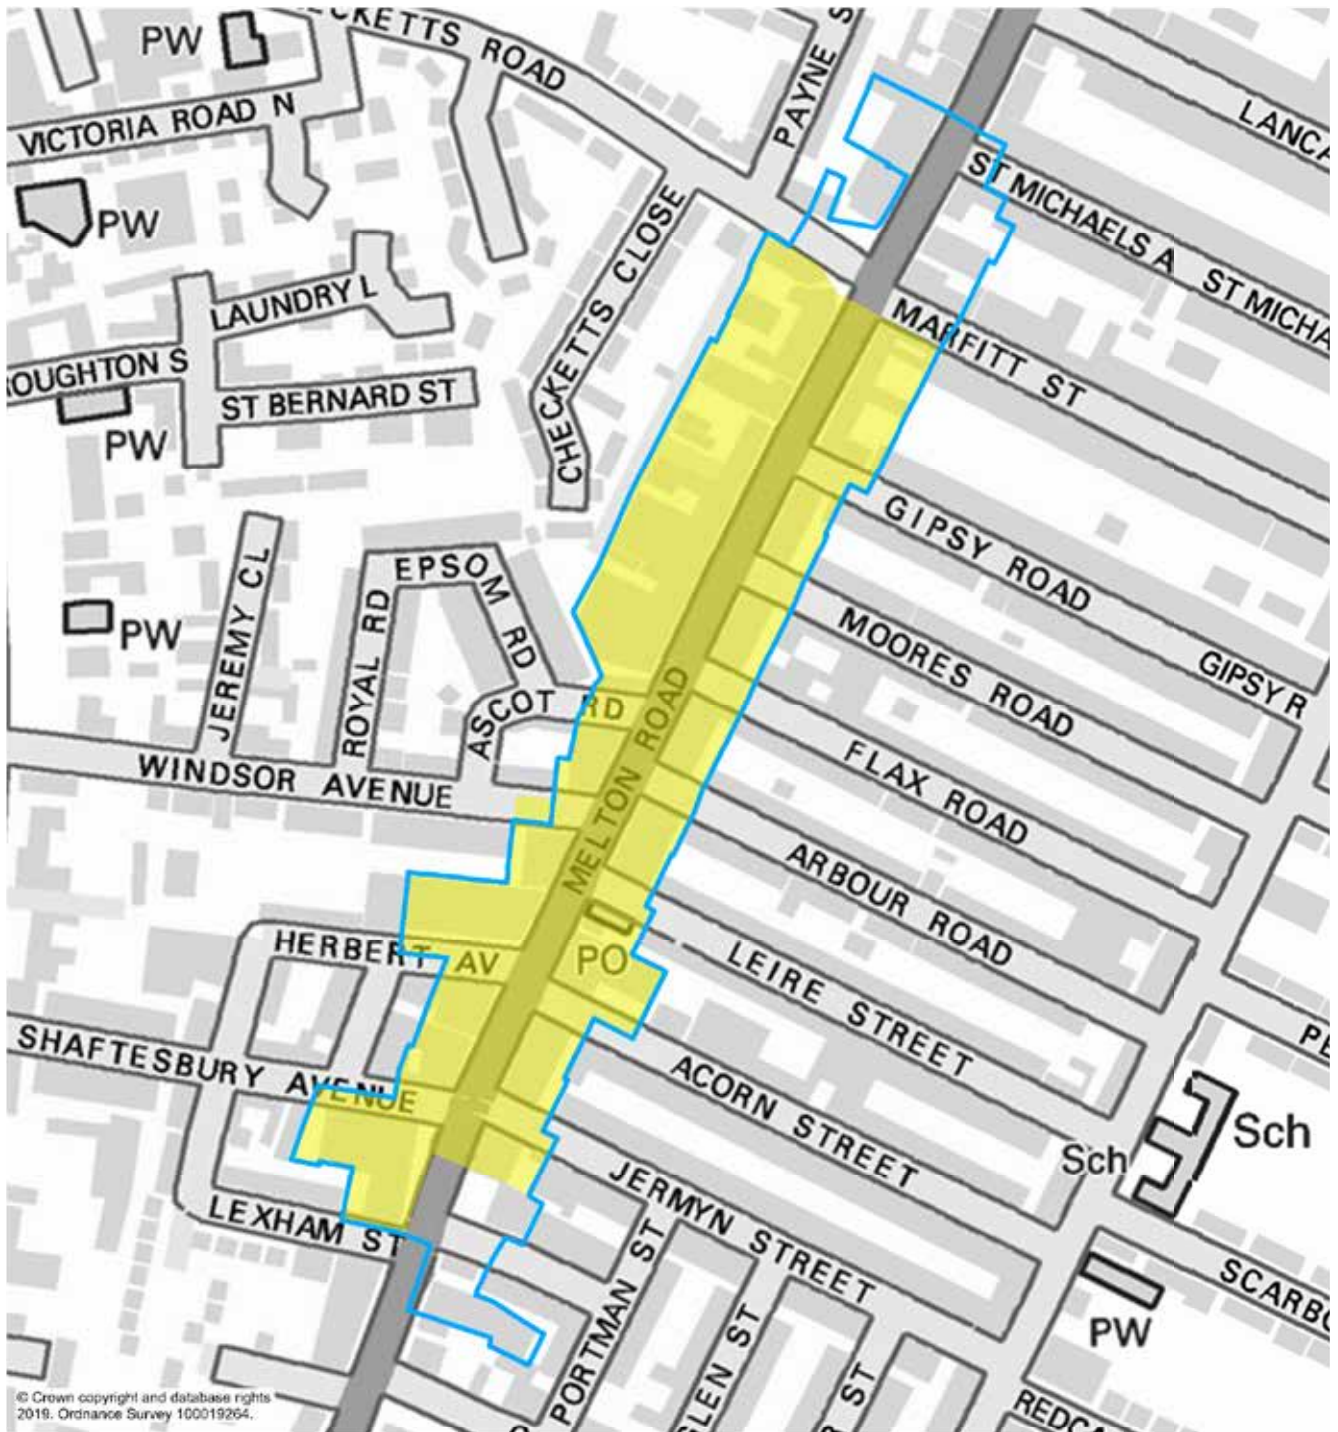 PW
CKETTS ROAD
PAYNE S
VICTORIA ROAD N
LANCA
PW
ST MICHAELS A
ST MICHA
CHECKETTS CLOSE
LAUNDRY L
MARFITT ST
OUGHTON S
ST BERNARD ST
PW
GIPSY ROAD
EPSOM RD
JEREMY CL
ROYAL RD
PW
MOORES ROAD
GIPSY R
ASCOT RD
MELTON ROAD
FLAX ROAD
WINDSOR AVENUE
ARBOUR ROAD
HERBERT AV
PO
LEIRE STREET
SHAFTESBURY AVENUE
ACORN STREET
PE
Sch
Sch
JERMYN STREET
LEXHAM ST
PORTMAN ST
SCARBO
PW
GLEN ST
ST
REDCA
© Crown copyright and database rights
2019. Ordnance Survey 100019264.